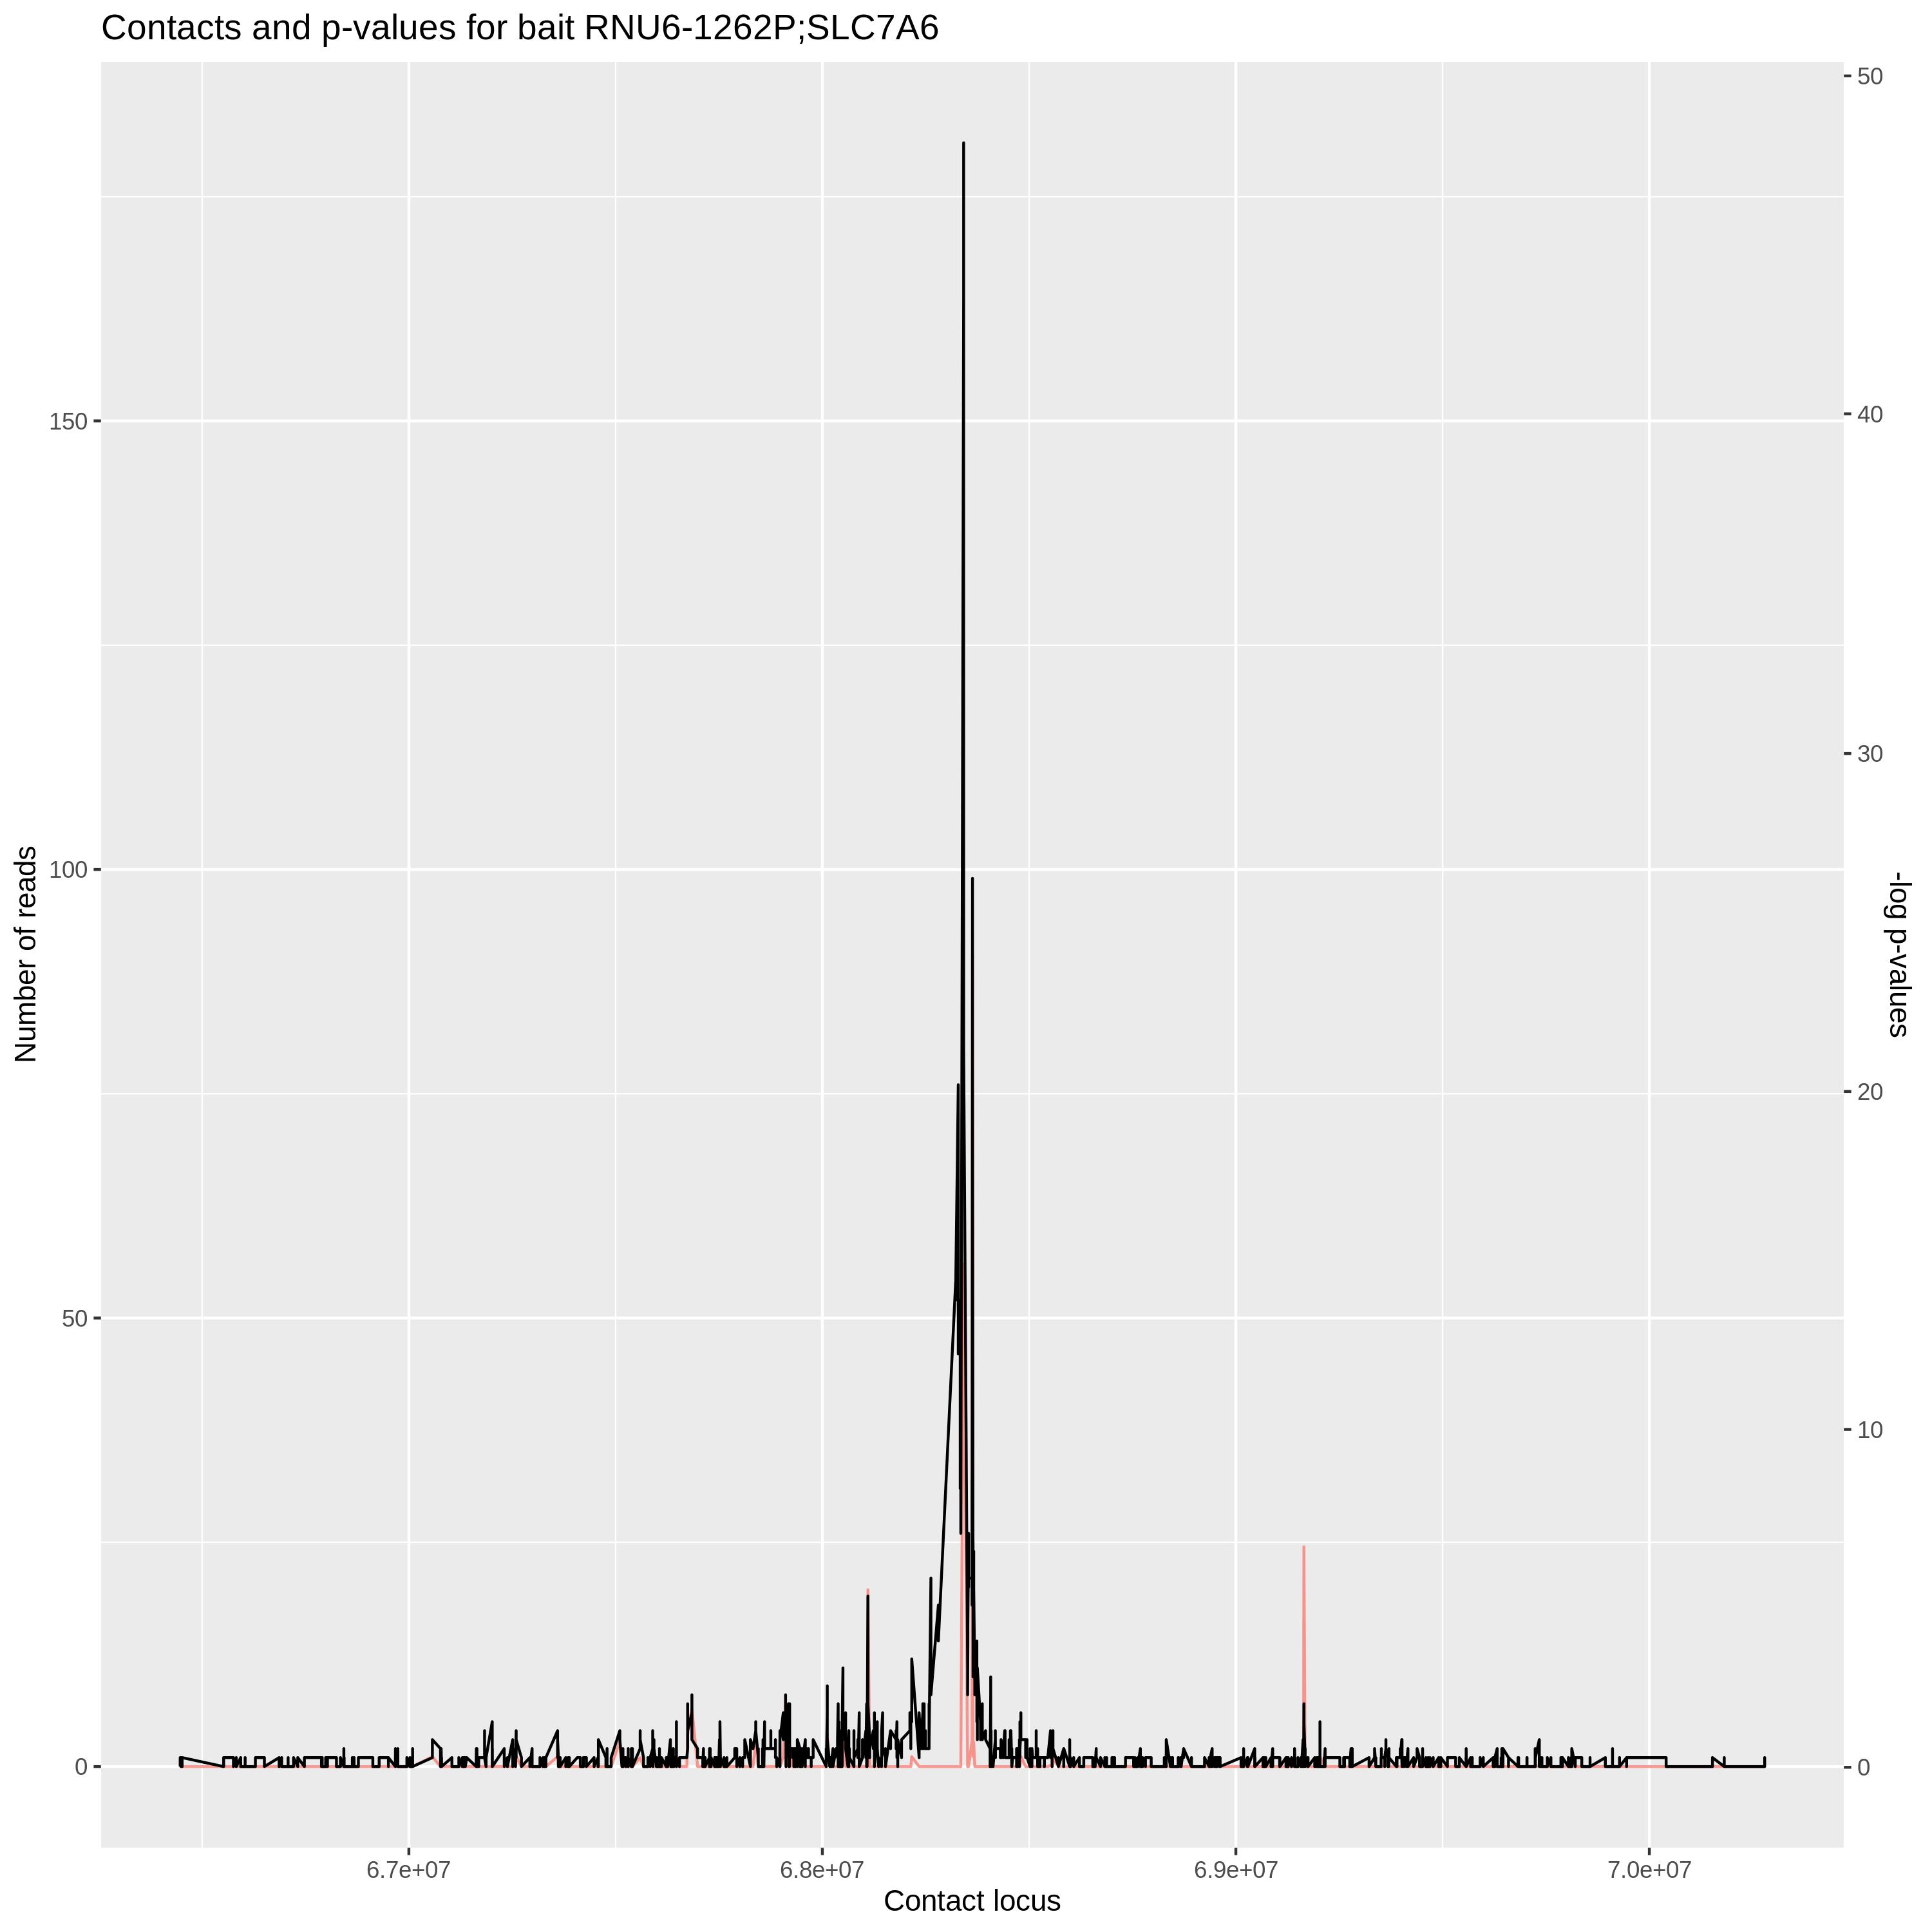 Contacts and p-values for bait RNU6-1262P;SLC7A6
50
150
40
30
Number of reads
100
-log p-values
20
50
10
0
0
6.7e+07
6.8e+07
6.9e+07
7.0e+07
Contact locus